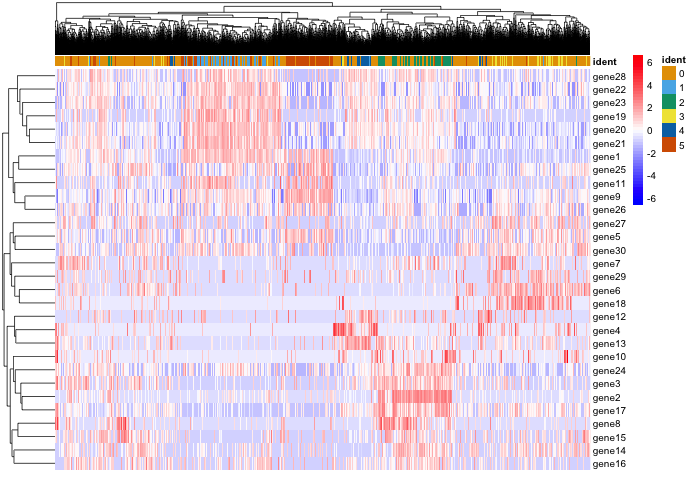 ident
gene28
gene22
gene23
gene19
gene20
gene21
gene1
gene25
gene11
gene9
gene26
gene27
gene5
gene30
gene7
gene29
gene6
gene18
gene12
gene4
gene13
gene10
gene24
gene3
gene2
gene17
gene8
gene15
gene14
gene16
6
4
2
0
-2
-4
-6
ident
0
1
2
3
4
5